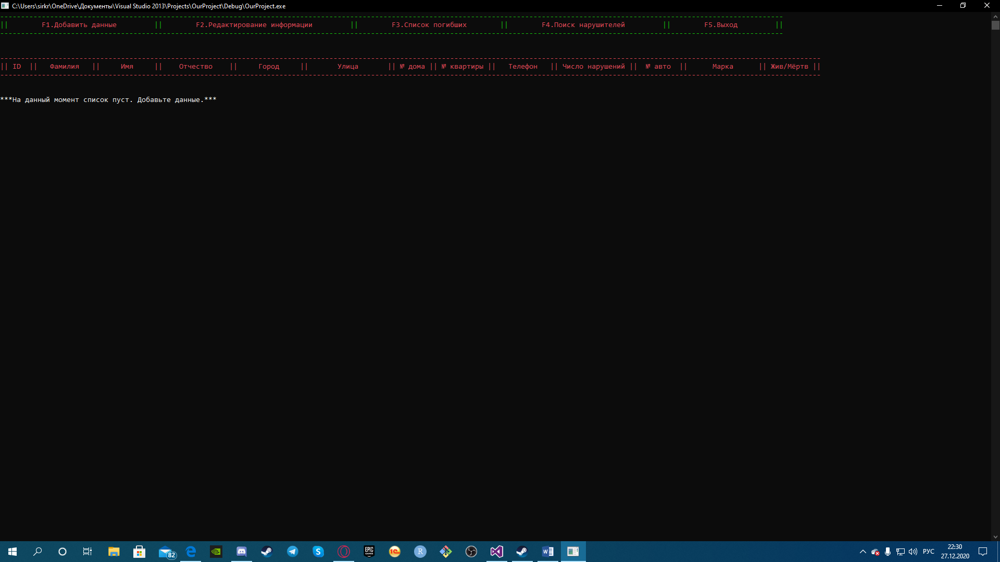 C:\Users\sirkr\OneDrive\Документы\Visual Studio 2013\Projects\OurProject\Debug\OurProject.exe
|| F1.Добавить данные || F2.Редактирование информации || F3.Список погибших || F4.Поиск нарушителей || F5.Выход ||
|| ID || Фамилия || Имя || Отчество || Город || Улица || № дома || № квартиры || Телефон || Число нарушений || № авто || Марка || Жив/Мёртв ||
***На данный момент список пуст. Добавьте данные.***
82
EPIC GAMES
1С
R
W
РУС
22:30
27.12.2020